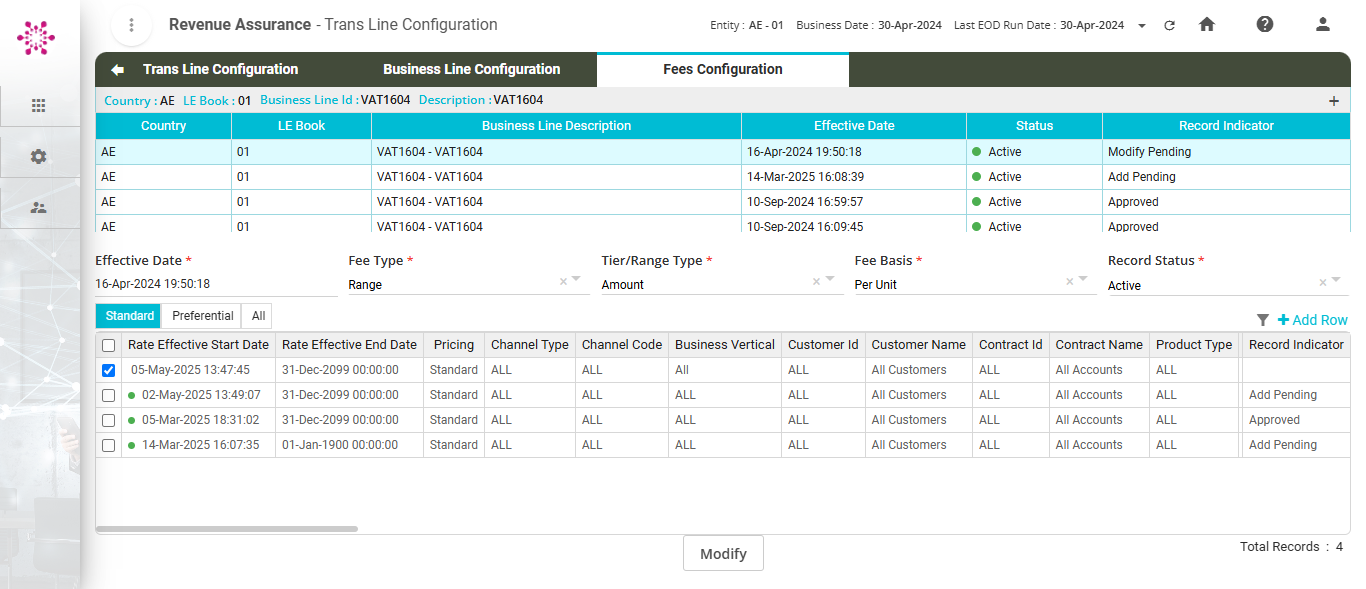 Revenue Assurance - Trans Line Configuration
Entity : AE - 01 Business Date : 30-Apr-2024 Last EOD Run Date : 30-Apr-2024
Trans Line Configuration Business Line Configuration Fees Configuration
Country : AE LE Book : 01 Business Line Id : VAT1604 Description : VAT1604
Country LE Book Business Line Description Effective Date Status Record Indicator
AE 01 VAT1604 - VAT1604 16-Apr-2024 19:50:18 Active Modify Pending
AE 01 VAT1604 - VAT1604 14-Mar-2025 16:08:39 Active Add Pending
AE 01 VAT1604 - VAT1604 10-Sep-2024 16:59:57 Active Approved
AE 01 VAT1604 - VAT1604 10-Sep-2024 16:09:45 Active Approved
Effective Date * Fee Type * Tier/Range Type * Fee Basis * Record Status *
16-Apr-2024 19:50:18 Range Amount Per Unit Active
Standard Preferential All
Add Row
Rate Effective Start Date Rate Effective End Date Pricing Channel Type Channel Code Business Vertical Customer Id Customer Name Contract Id Contract Name Product Type Record Indicator
05-May-2025 13:47:45 31-Dec-2099 00:00:00 Standard ALL ALL All ALL All Customers ALL All Accounts ALL
02-May-2025 13:49:07 31-Dec-2099 00:00:00 Standard ALL ALL ALL ALL All Customers ALL All Accounts ALL Add Pending
05-Mar-2025 18:31:02 31-Dec-2099 00:00:00 Standard ALL ALL ALL ALL All Customers ALL All Accounts ALL Approved
14-Mar-2025 16:07:35 01-Jan-1900 00:00:00 Standard ALL ALL ALL ALL All Customers ALL All Accounts ALL Add Pending
Modify
Total Records : 4